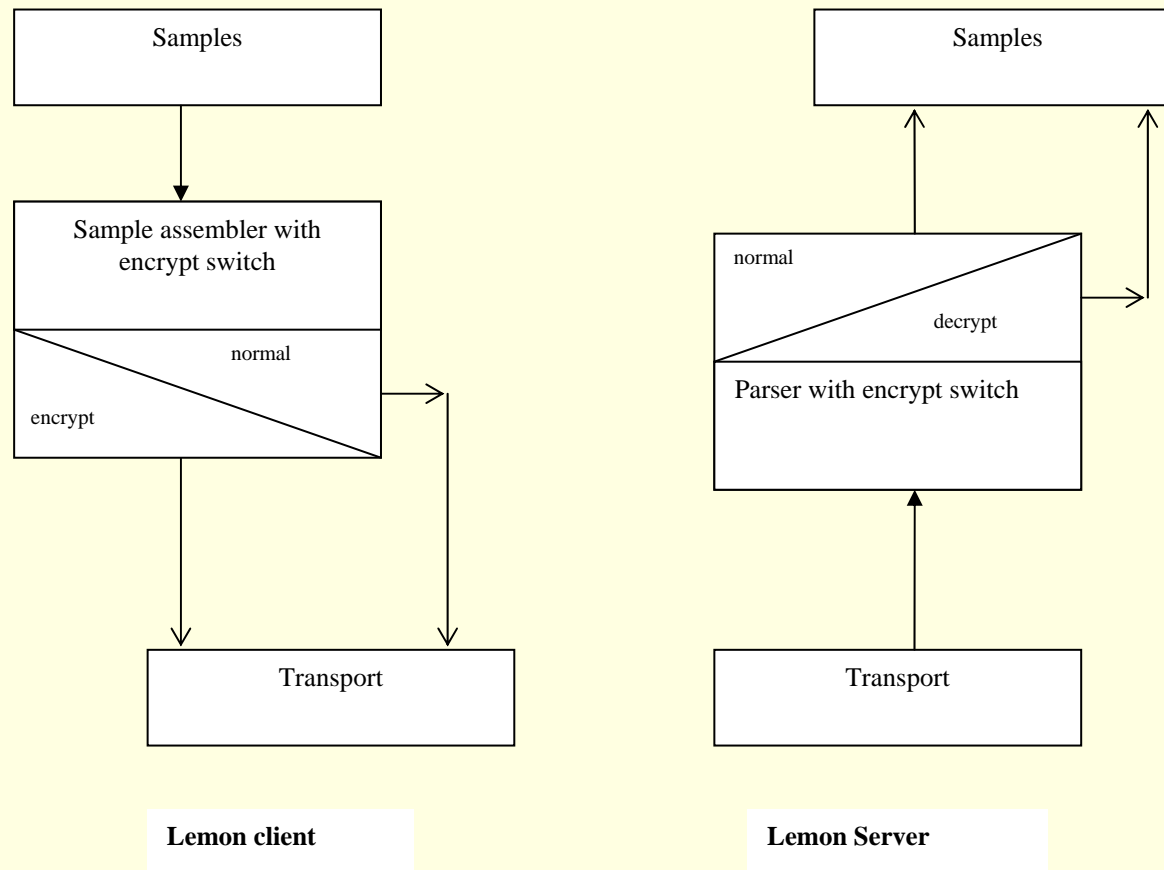 Samples
Sample assembler with
encrypt switch
normal
encrypt
Transport
Lemon client
Samples
normal
decrypt
Parser with encrypt switch
Transport
Lemon Server